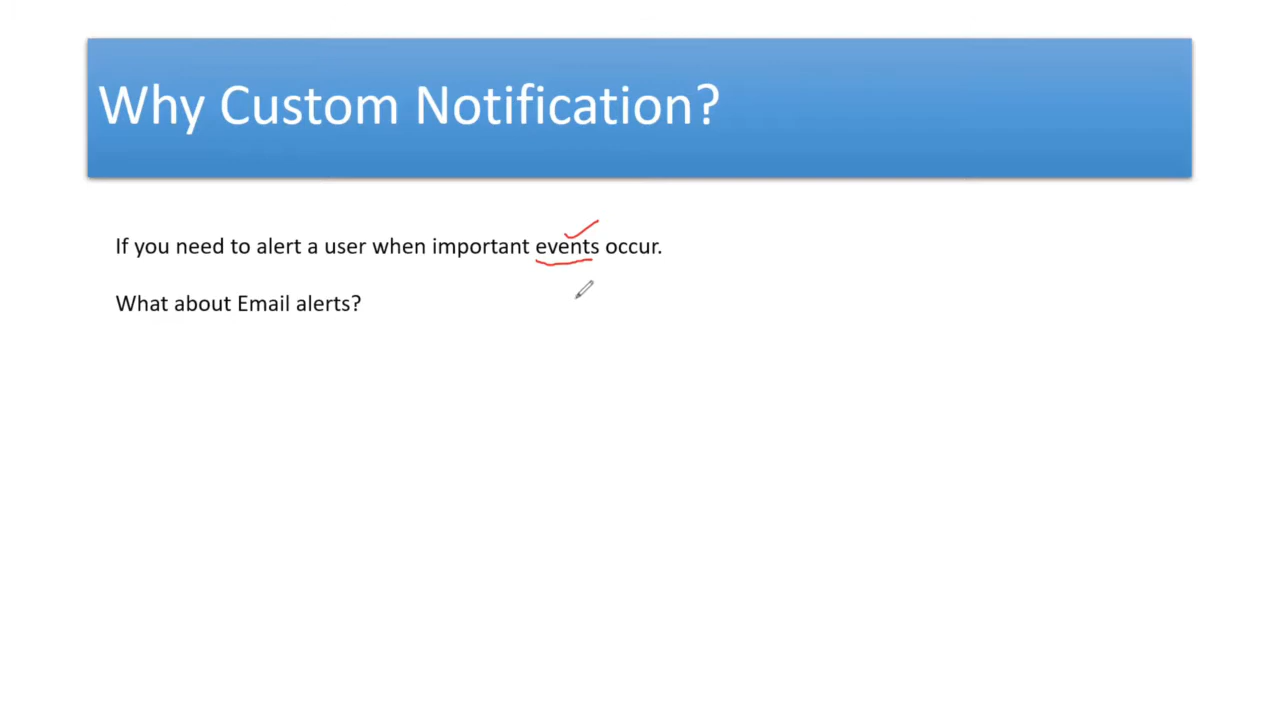 Why Custom Notification?
If you need to alert a user when important events occur.
What about Email alerts?